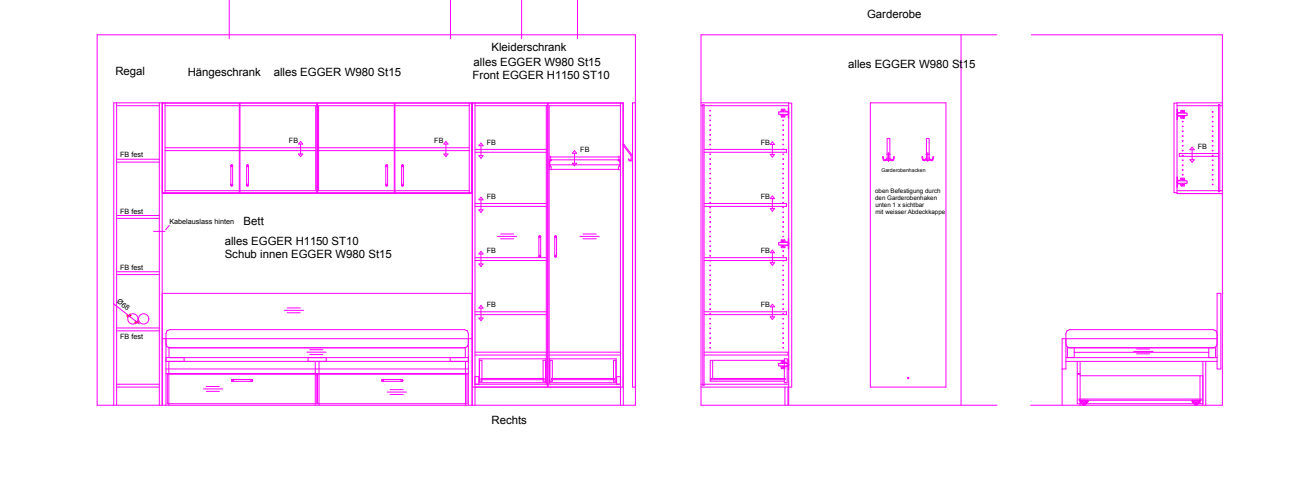 Garderobe
Kleiderschrank
alles EGGER W980 St15
Front EGGER H1150 ST10
Regal
Hängeschrank alles EGGER W980 St15
alles EGGER W980 St15
FB
FB
FB
FB
FB
FB
FB fest
Garderobenhacken
oben Befestigung durch
den Garderobenhaken
unten 1 x sichtbar
mit weisser Abdeckkappe
FB
FB
FB fest
Kabelauslass hinten
Bett
alles EGGER H1150 ST10
Schub innen EGGER W980 St15
FB
FB
FB fest
Ø68
FB
FB
FB fest
Rechts